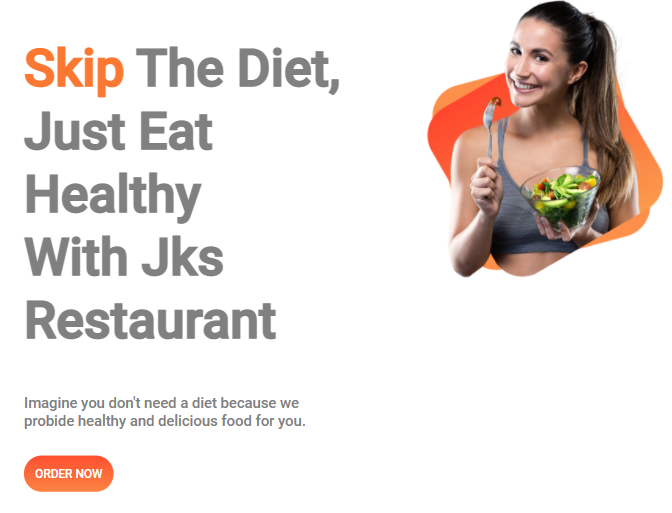 Skip The Diet,
Just Eat
Healthy
With Jks
Restaurant
Imagine you don't need a diet because we
probide healthy and delicious food for you.
ORDER NOW